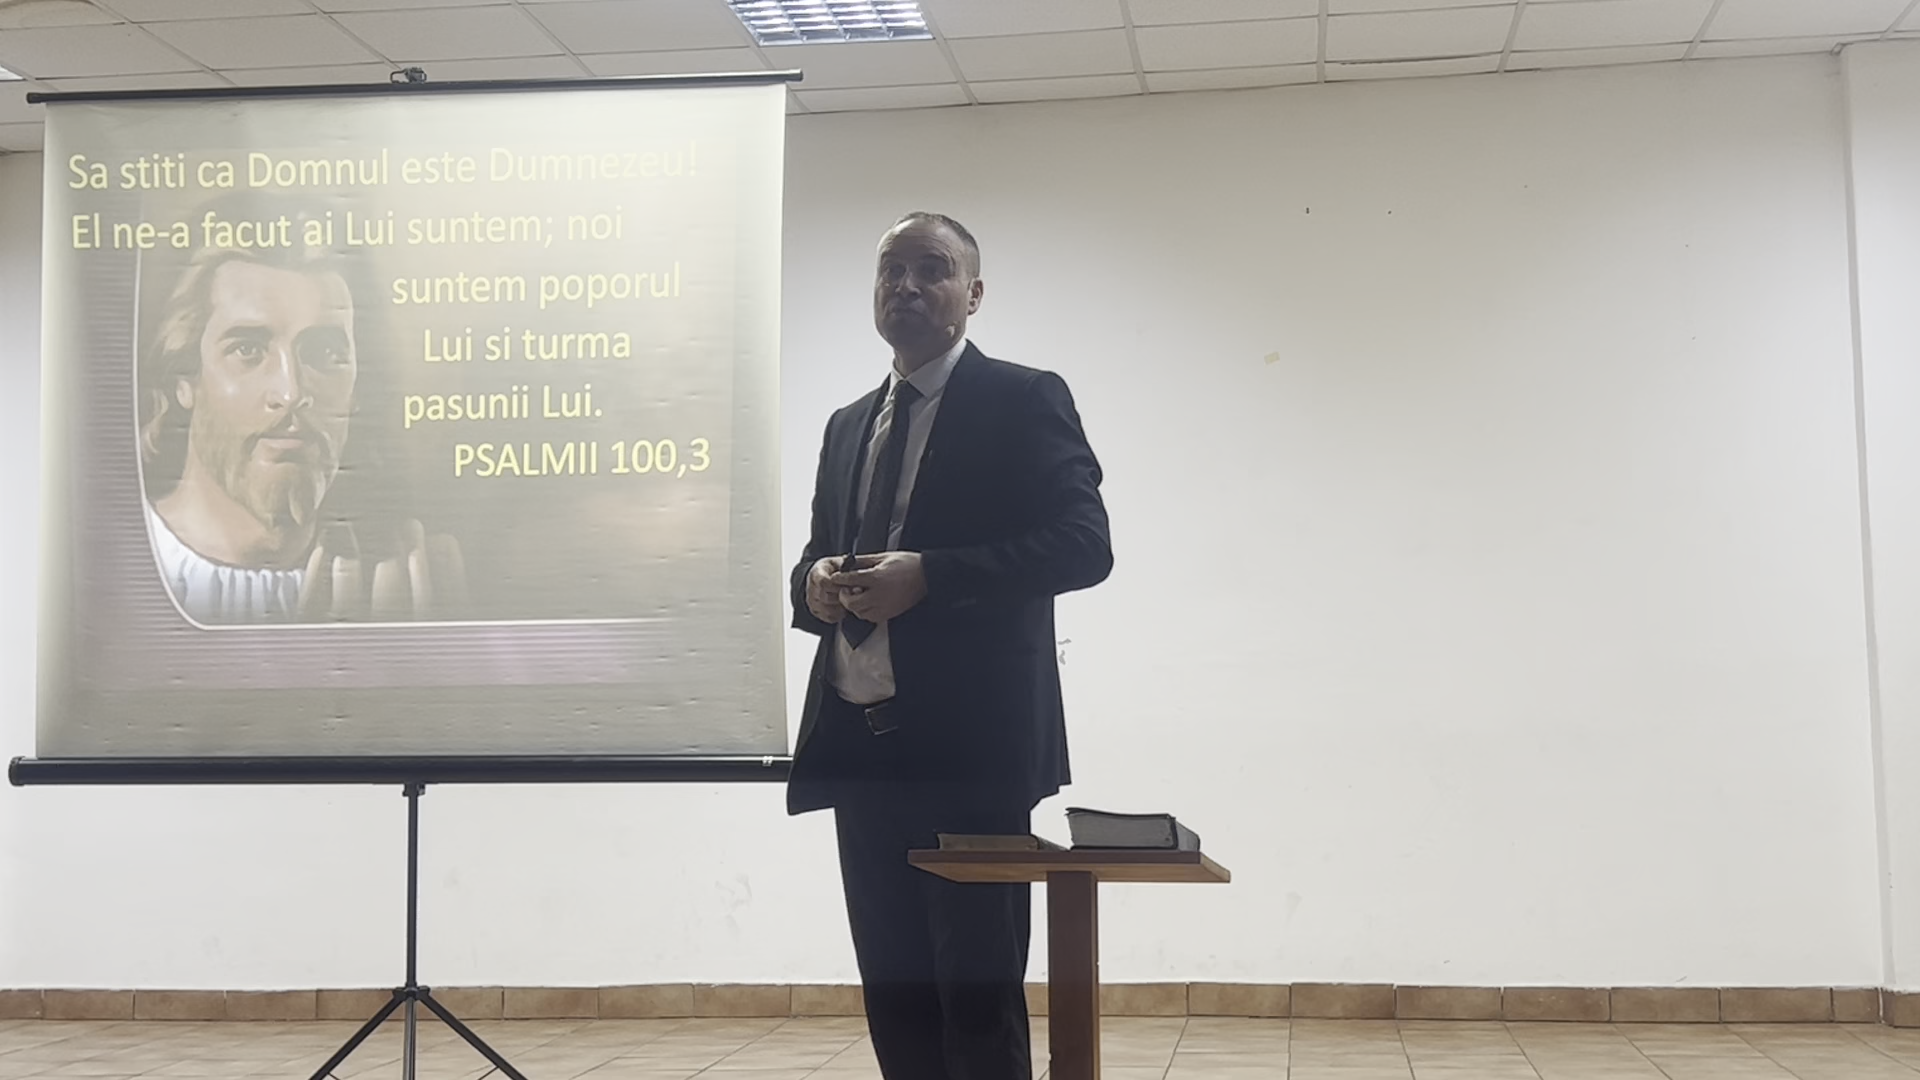 Sa stiti ca Domnul este Dumnezeu!
El ne-a facut ai Lui suntem; noi
suntem poporul
Lui si turma
pasunii Lui.
PSALMII 100,3